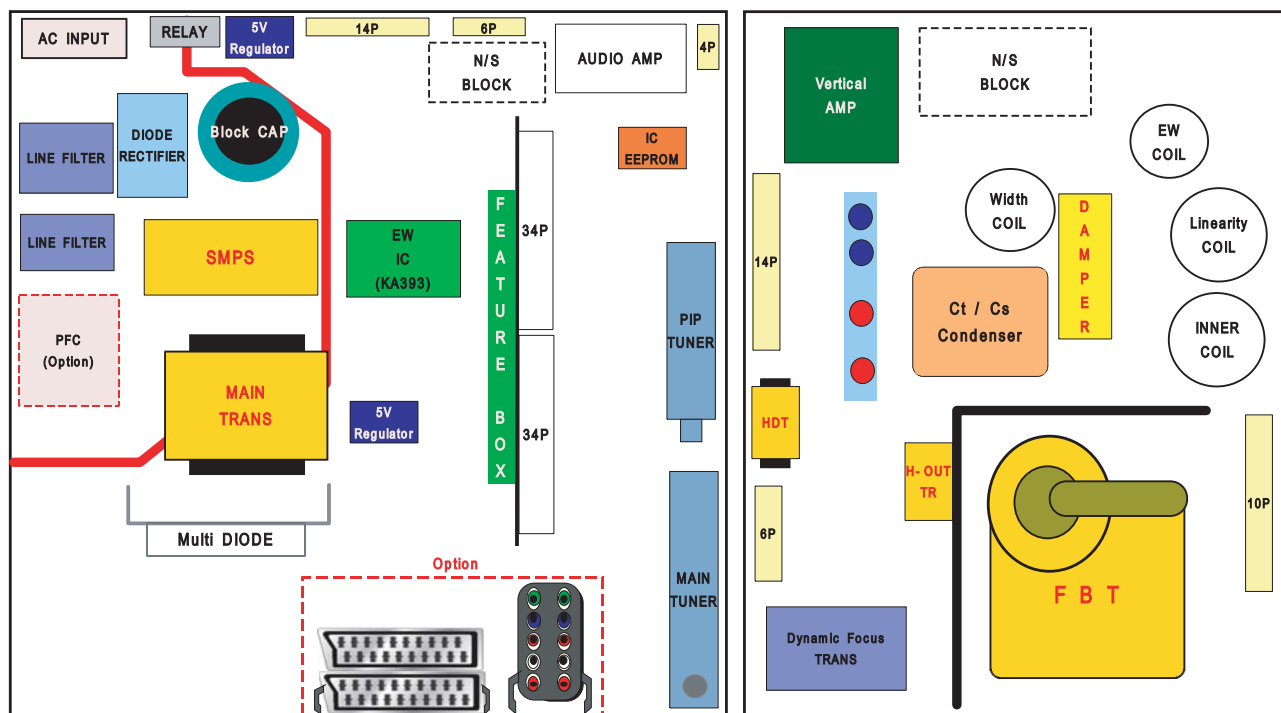 AC INPUT
RELAY
5V
Regulator
14P
6P
N/S
BLOCK
AUDIO AMP
4P
LINE FILTER
DIODE
RECTIFIER
Block CAP
IC
EEPROM
LINE FILTER
SMPS
EW
IC
(KA393)
FEATURE BOX
34P
34P
PIP
TUNER
PFC
(Option)
MAIN
TRANS
5V
Regulator
Multi DIODE
Option
MAIN
TUNER
Vertical
AMP
N/S
BLOCK
EW
COIL
Width
COIL
DAMPER
Linearity
COIL
14P
Ct / Cs
Condenser
INNER
COIL
HDT
H-OUT
TR
6P
10P
F B T
Dynamic Focus
TRANS